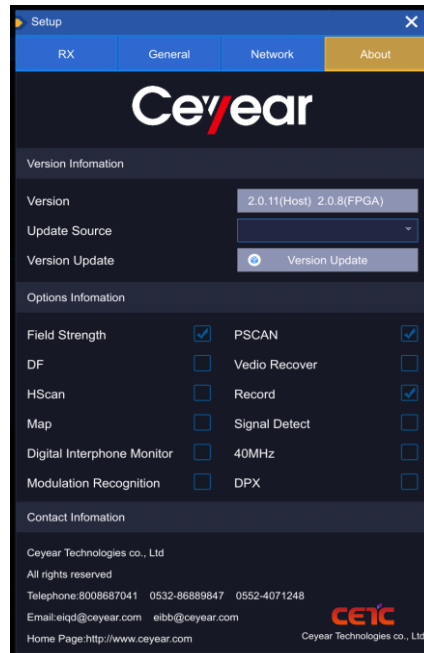 Setup
RX General Network About
Ceyear
Version Infomation
Version 2.0.11(Host) 2.0.8(FPGA)
Update Source
Version Update Version Update
Options Infomation
Field Strength PSCAN
DF Vedio Recover
HScan Record
Map Signal Detect
Digital Interphone Monitor 40MHz
Modulation Recognition DPX
Contact Infomation
Ceyear Technologies co., Ltd
All rights reserved
Telephone:8008687041 0532-86889847 0552-4071248
Email:eiqd@ceyear.com eibb@ceyear.com
CETC
Home Page:http://www.ceyear.com Ceyear Technologies co., Ltd